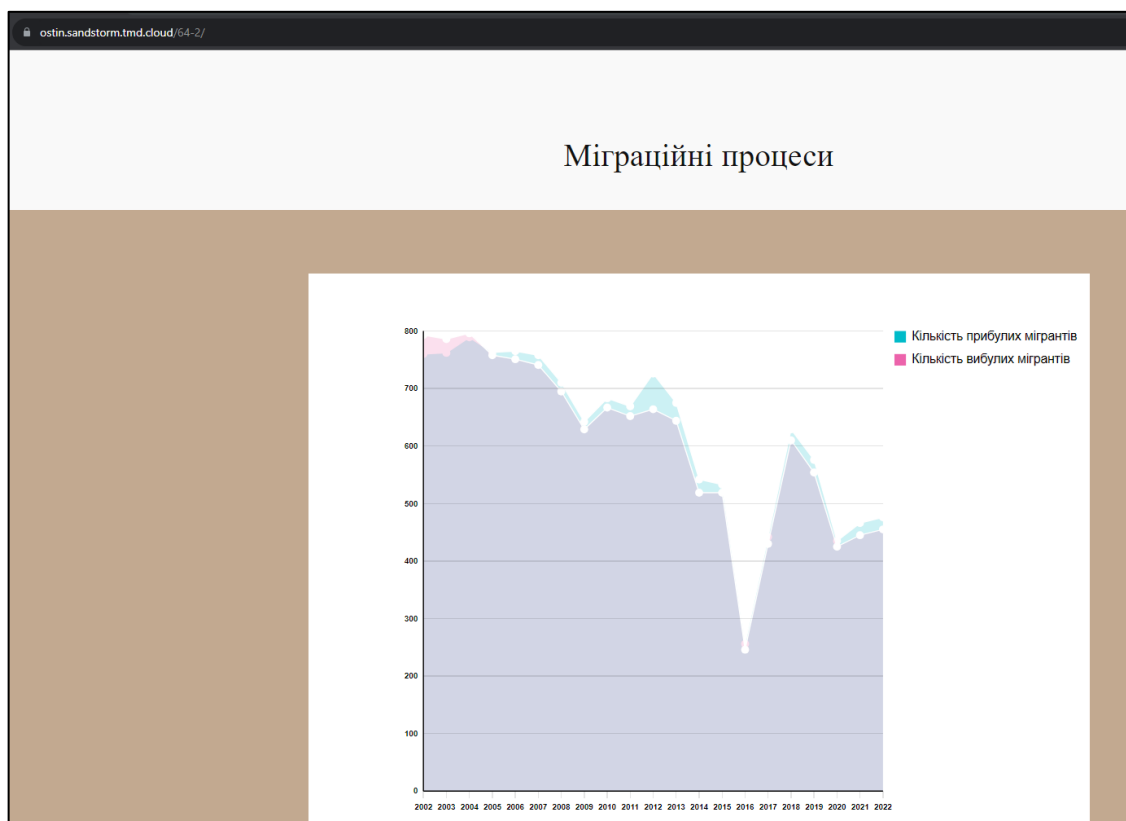 ostin.sandstorm.tmd.cloud/64-2/
Міграційні процеси
Кількість прибулих мігрантів
Кількість вибулих мігрантів
800
700
600
500
400
300
200
100
0
2002 2003 2004 2005 2006 2007 2008 2009 2010 2011 2012 2013 2014 2015 2016 2017 2018 2019 2020 2021 2022